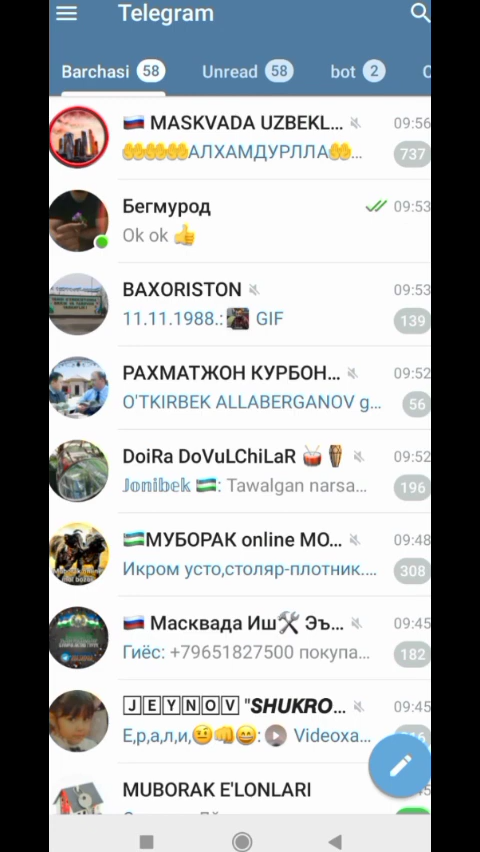 Telegram
Barchasi 58 Unread 58 bot 2
🇷🇺 MASKVADA UZBEKL... 09:56
🤲🤲🤲АЛХАМДУРЛЛА🤲... 737
Бегмурод 09:53
Ok ok 👍
BAXORISTON 09:53
11.11.1988.: GIF 139
РАХМАТЖОН КУРБОН... 09:52
O'TKIRBEK ALLABERGANOV g... 56
DoiRa DoVuLChiLaR 🥁🪘 09:52
𝕁𝕠𝕟𝕚𝕓𝕖𝕜 🇺🇿: Tawalgan narsa... 196
🇺🇿МУБОРАК online МО... 09:48
Икром усто,столяр-плотник.... 308
🇷🇺 Масквада Иш🛠 Эъ... 09:45
Гиёс: +79651827500 покупа... 182
🄹🄴🅈🄽🄾🅅 "𝙎𝙃𝙐𝙆𝙍𝙊... 09:45
Е,р,а,л,и,🤨👊😄: Videoxa...
MUBORAK E'LONLARI